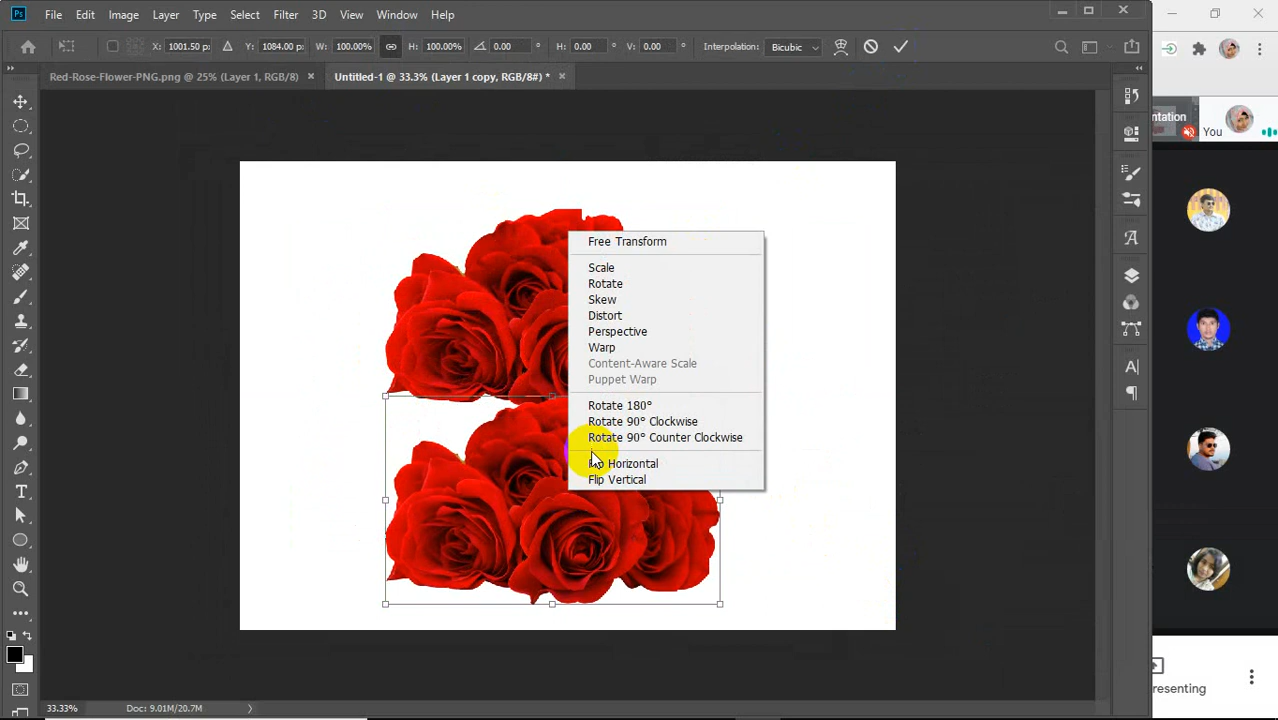 Ps File Edit Image Layer Type Select Filter 3D View Window Help
X: 1001.50 p: Y: 1084.00 p: W: 100.00% H: 100.00% 0.00 ° H: 0.00 ° V: 0.00 ° Interpolation: Bicubic
Red-Rose-Flower-PNG.png @ 25% (Layer 1, RGB/8) × Untitled-1 @ 33.3% (Layer 1 copy, RGB/8#) * ×
ntation
You
Free Transform
Scale
Rotate
Skew
Distort
Perspective
Warp
Content-Aware Scale
Puppet Warp
Rotate 180°
Rotate 90° Clockwise
Rotate 90° Counter Clockwise
Flip Horizontal
Flip Vertical
resenting
33.33% Doc: 9.01M/20.7M